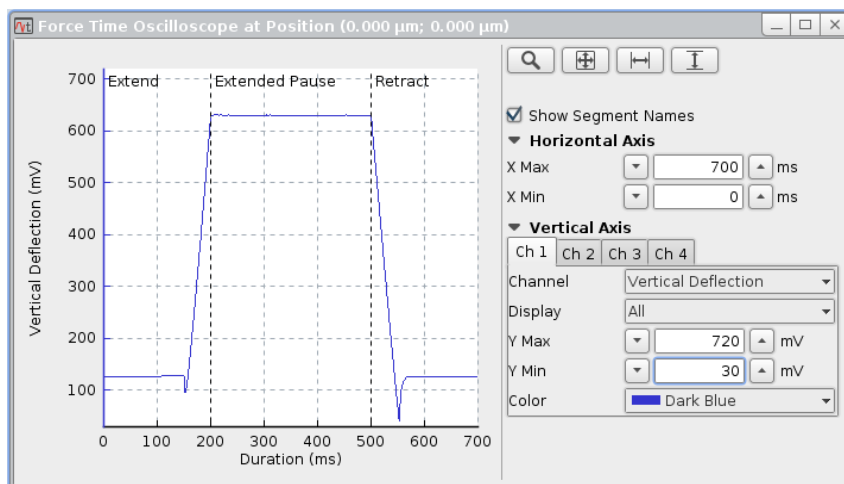 Force Time Oscilloscope at Position (0.000 µm; 0.000 µm)
Extend Extended Pause Retract
700
600
500
400
300
200
100
Vertical Deflection (mV)
0 100 200 300 400 500 600 700
Duration (ms)
Show Segment Names
Horizontal Axis
X Max 700 ms
X Min 0 ms
Vertical Axis
Ch 1 Ch 2 Ch 3 Ch 4
Channel Vertical Deflection
Display All
Y Max 720 mV
Y Min 30 mV
Color Dark Blue